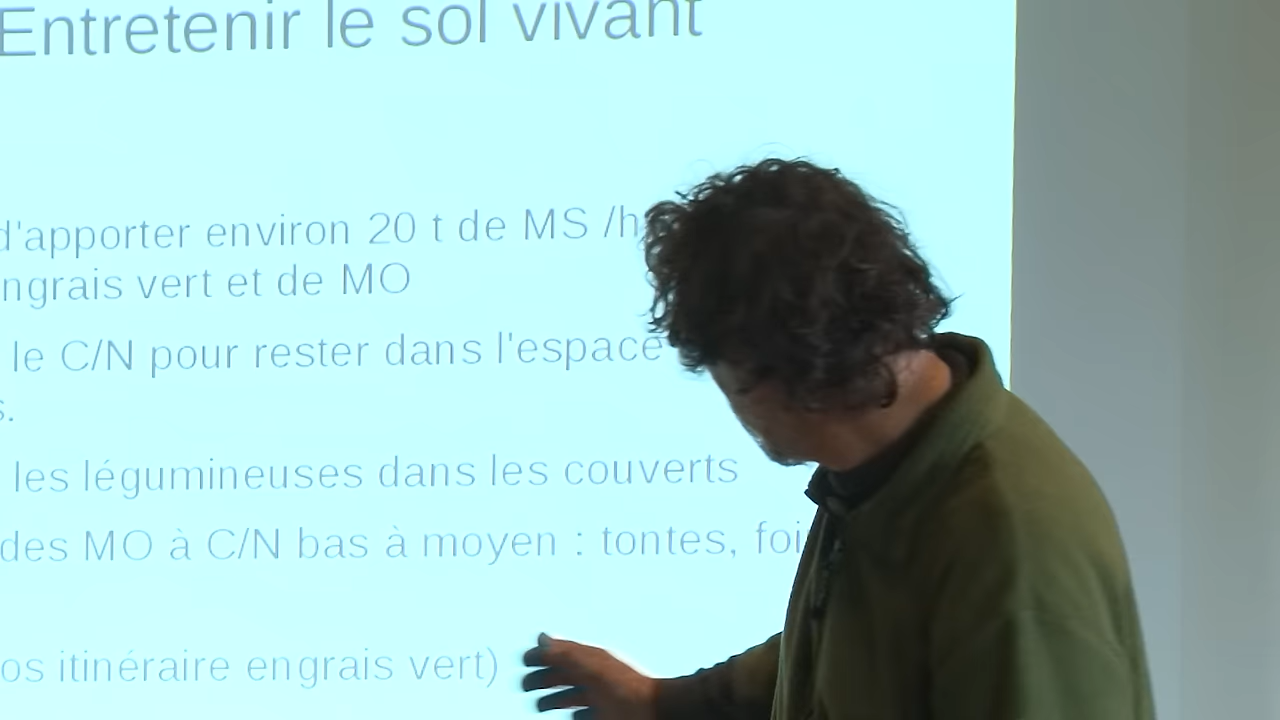 Entretenir le sol vivant
d'apporter environ 20 t de MS /h
ngrais vert et de MO
le C/N pour rester dans l'espace
s.
les légumineuses dans les couverts
des MO à C/N bas à moyen : tontes, foi
os itinéraire engrais vert)